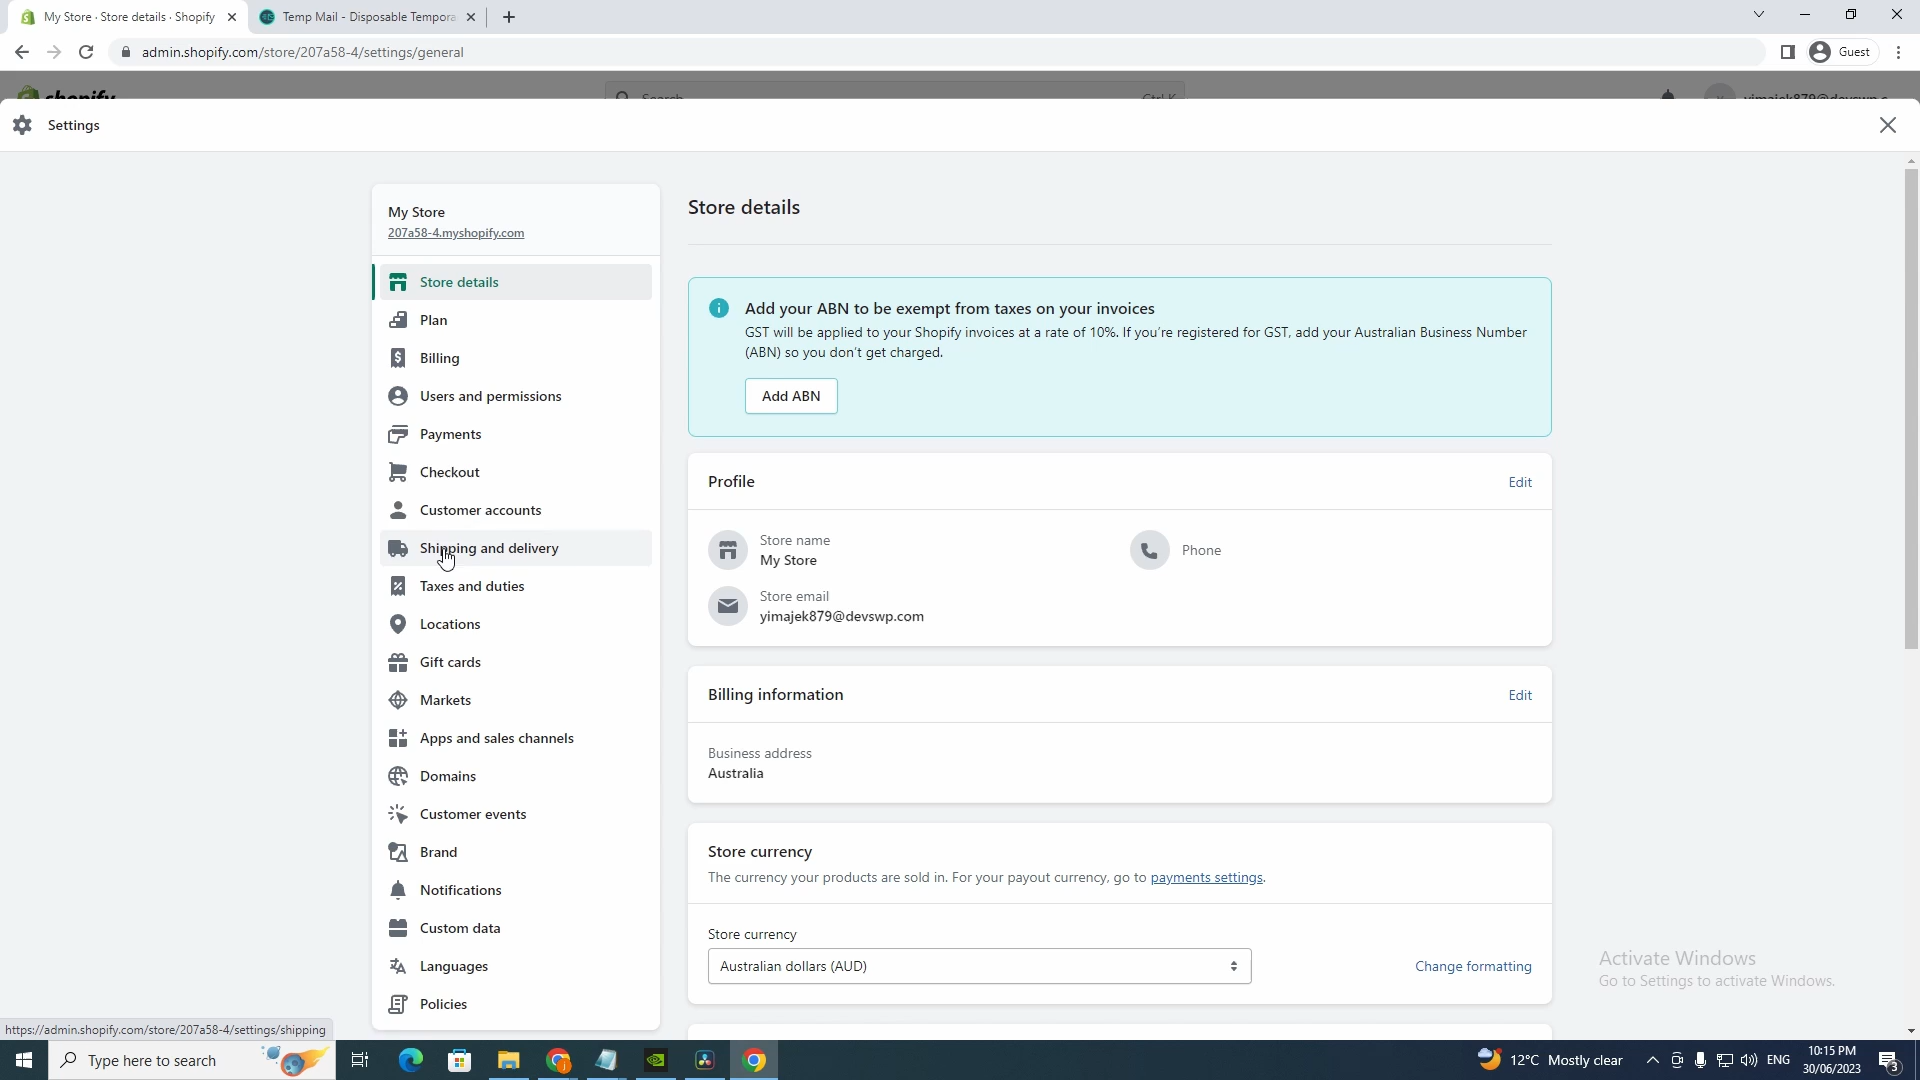 My Store · Store details · Shopify
Temp Mail - Disposable Tempora
admin.shopify.com/store/207a58-4/settings/general
Guest
shopify
Search
Ctrl K
yimajek879@devswp.c
Settings
My Store
207a58-4.myshopify.com
Store details
Plan
Billing
Users and permissions
Payments
Checkout
Customer accounts
Shipping and delivery
Taxes and duties
Locations
Gift cards
Markets
Apps and sales channels
Domains
Customer events
Brand
Notifications
Custom data
Languages
Policies
Store details
Add your ABN to be exempt from taxes on your invoices
GST will be applied to your Shopify invoices at a rate of 10%. If you're registered for GST, add your Australian Business Number
(ABN) so you don't get charged.
Add ABN
Profile
Edit
Store name
My Store
Phone
Store email
yimajek879@devswp.com
Billing information
Edit
Business address
Australia
Store currency
The currency your products are sold in. For your payout currency, go to payments settings.
Store currency
Australian dollars (AUD)
Change formatting
Activate Windows
Go to Settings to activate Windows.
https://admin.shopify.com/store/207a58-4/settings/shipping
Type here to search
12°C Mostly clear
ENG
10:15 PM
30/06/2023
3